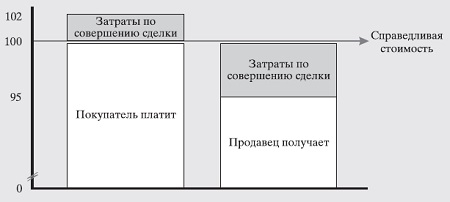 102
100
95
0
Затраты по
совершению сделки
Покупатель платит
Затраты по
совершению сделки
Продавец получает
Справедливая
стоимость